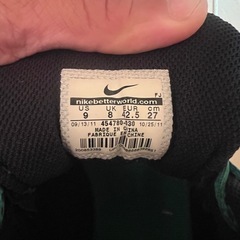 PJ
nikebetterworld.com
US UK EUR cm
9 8 42.5 27
09/13/11 454780-030 10/25/11
MADE IN CHINA
FABRIQUE EN CHINE